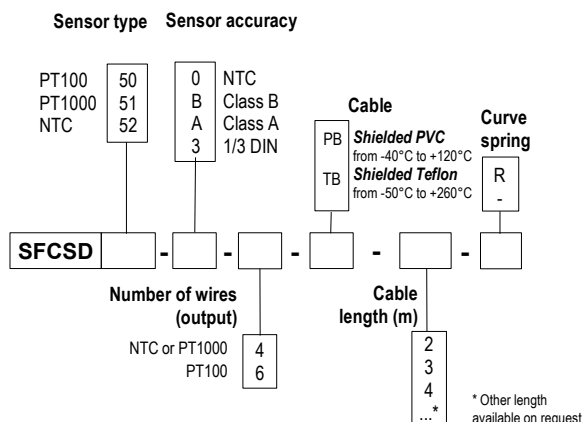 Sensor type Sensor accuracy
PT100 50
PT1000 51
NTC 52
0 NTC
B Class B
A Class A
3 1/3 DIN
Cable
PB Shielded PVC
from -40°C to +120°C
TB Shielded Teflon
from -50°C to +260°C
Curve
spring
R
-
SFCSD - - - - -
Number of wires
(output)
NTC or PT1000 4
PT100 6
Cable
length (m)
2
3
4
...*
* Other length
available on request